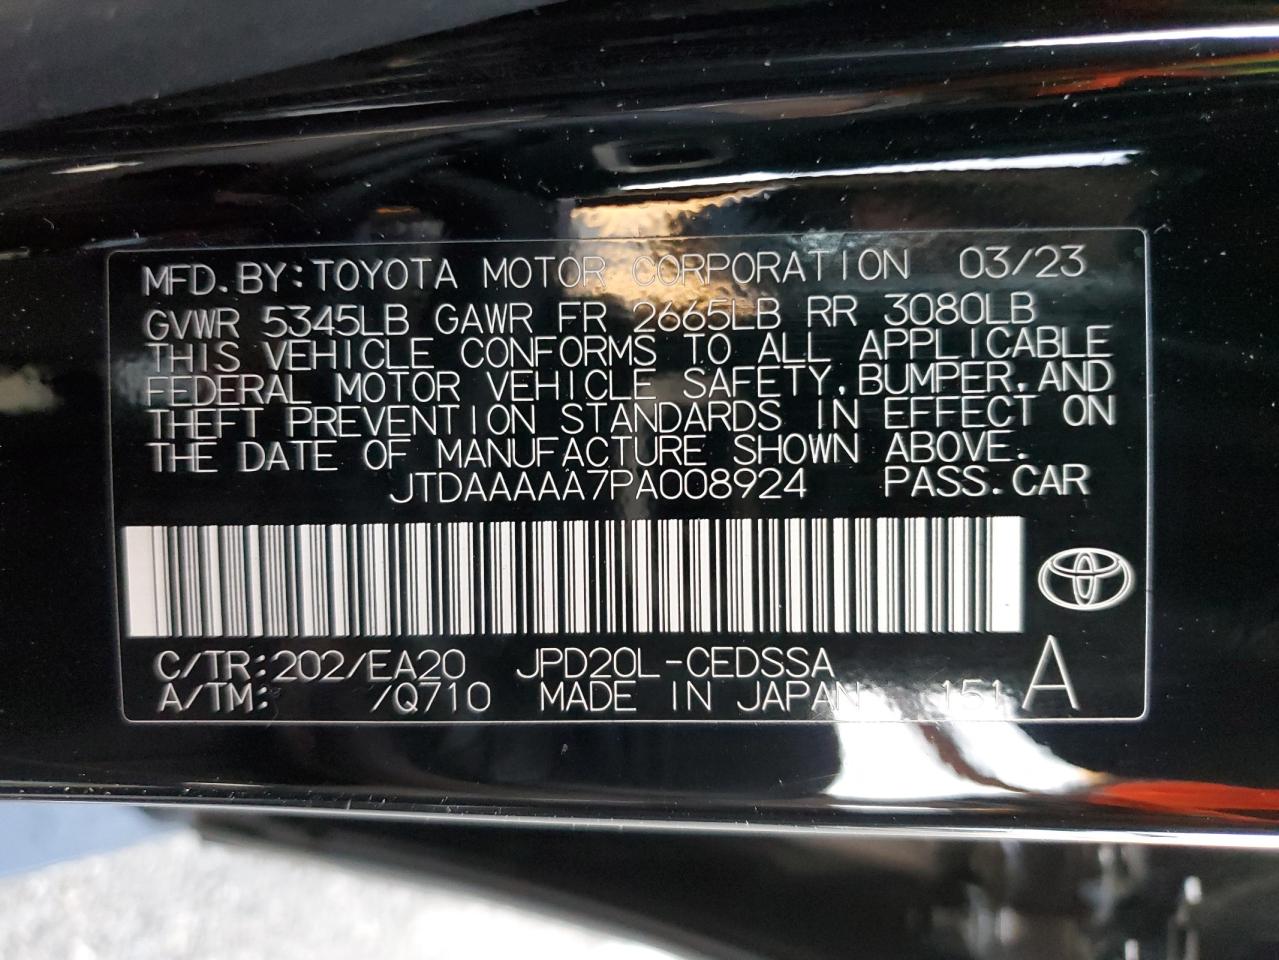 MFD.BY:TOYOTA MOTOR CORPORATION 03/23
GVWR 5345LB GAWR FR 2665LB RR 3080LB
THIS VEHICLE CONFORMS TO ALL APPLICABLE
FEDERAL MOTOR VEHICLE SAFETY,BUMPER,AND
THEFT PREVENTION STANDARDS IN EFFECT ON
THE DATE OF MANUFACTURE SHOWN ABOVE.
JTDAAAAA7PA008924 PASS.CAR
C/TR:202/EA20 JPD20L-CEDSSA
A/TM: /Q710 MADE IN JAPAN 151 A